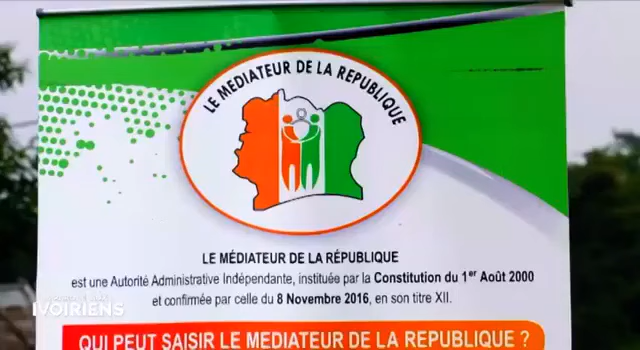 LE MEDIATEUR DE LA REPUBLIQUE
LE MÉDIATEUR DE LA RÉPUBLIQUE
est une Autorité Administrative Indépendante, instituée par la Constitution du 1er Août 2000
et confirmée par celle du 8 Novembre 2016, en son titre XII.
IVOIRIENS
QUI PEUT SAISIR LE MEDIATEUR DE LA REPUBLIQUE ?